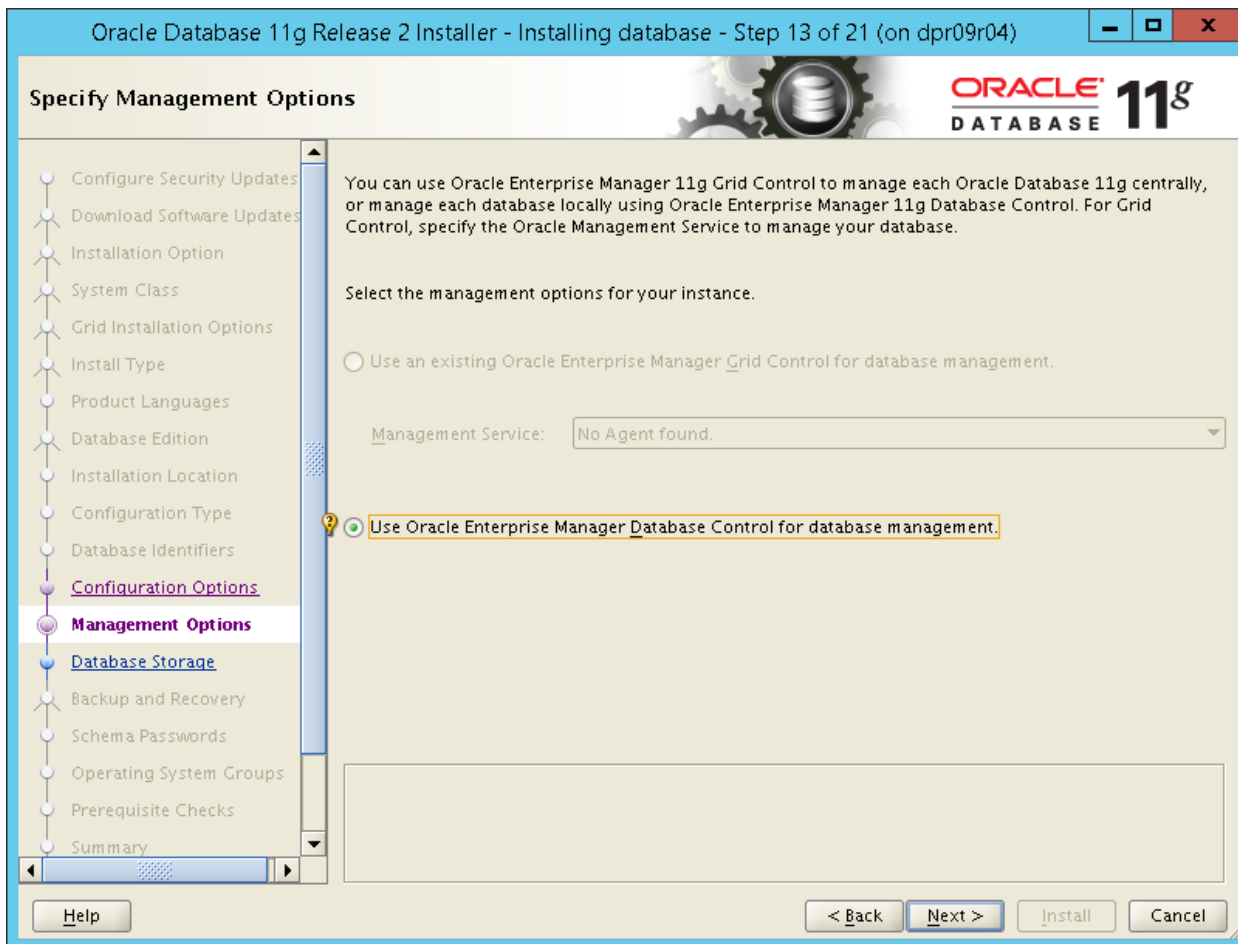 Oracle Database 11g Release 2 Installer - Installing database - Step 13 of 21 (on dpr09r04)
Specify Management Options
ORACLE
DATABASE
11g
Configure Security Updates
Download Software Updates
Installation Option
System Class
Grid Installation Options
Install Type
Product Languages
Database Edition
Installation Location
Configuration Type
Database Identifiers
Configuration Options
Management Options
Database Storage
Backup and Recovery
Schema Passwords
Operating System Groups
Prerequisite Checks
Summary
You can use Oracle Enterprise Manager 11g Grid Control to manage each Oracle Database 11g centrally,
or manage each database locally using Oracle Enterprise Manager 11g Database Control. For Grid
Control, specify the Oracle Management Service to manage your database.
Select the management options for your instance.
Use an existing Oracle Enterprise Manager Grid Control for database management.
Management Service: No Agent found.
Use Oracle Enterprise Manager Database Control for database management.
Help
< Back
Next >
Install
Cancel